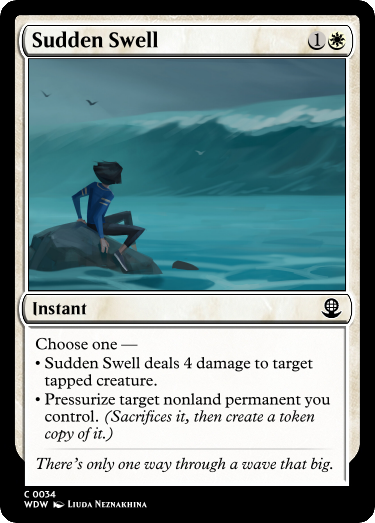 Sudden Swell
1
Instant
Choose one —
• Sudden Swell deals 4 damage to target
tapped creature.
• Pressurize target nonland permanent you
control. (Sacrifices it, then create a token
copy of it.)
There's only one way through a wave that big.
C 0034
WDW Liuda Neznakhina